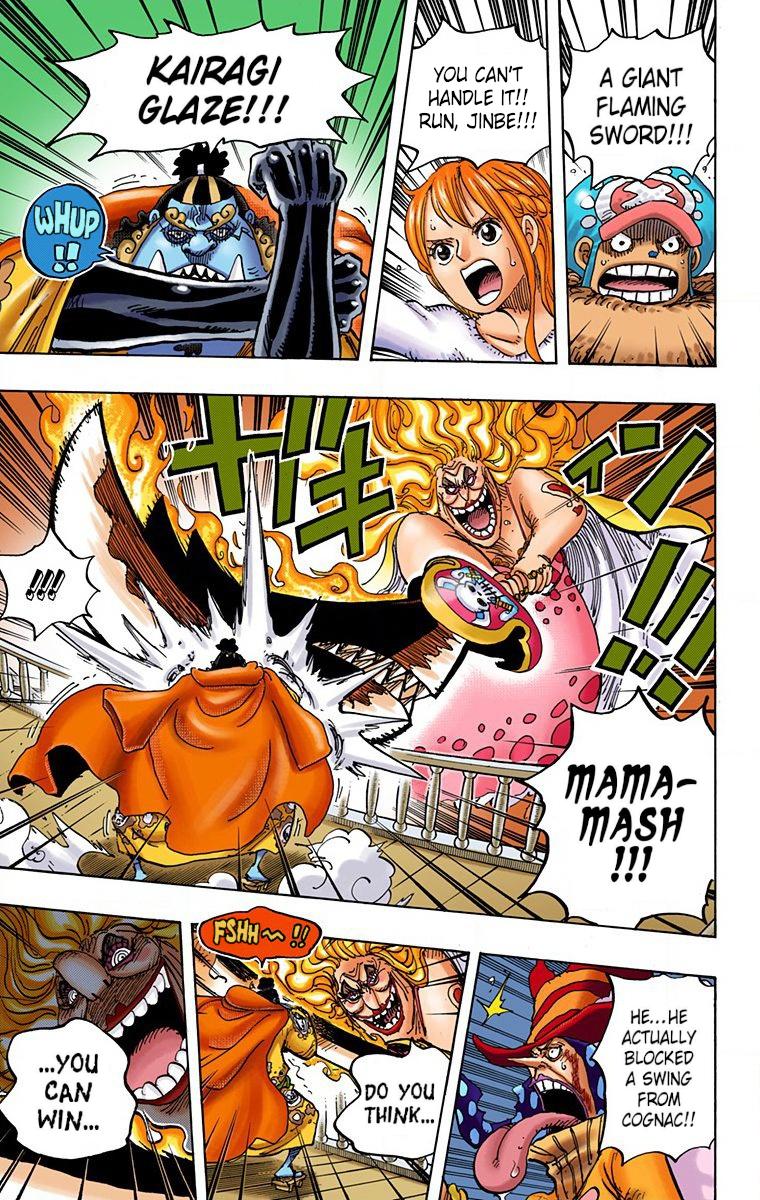 A GIANT
FLAMING
SWORD!!!
YOU CAN'T
HANDLE IT!!
RUN, JINBE!!!
KAIRAGI
GLAZE!!!
WHUP
!!
ガギィン!!!
!!!
MAMA-
MASH
!!!
HE...HE
ACTUALLY
BLOCKED
A SWING
FROM
COGNAC!!
FSHH~~!!
DO YOU
THINK...
...YOU
CAN
WIN...